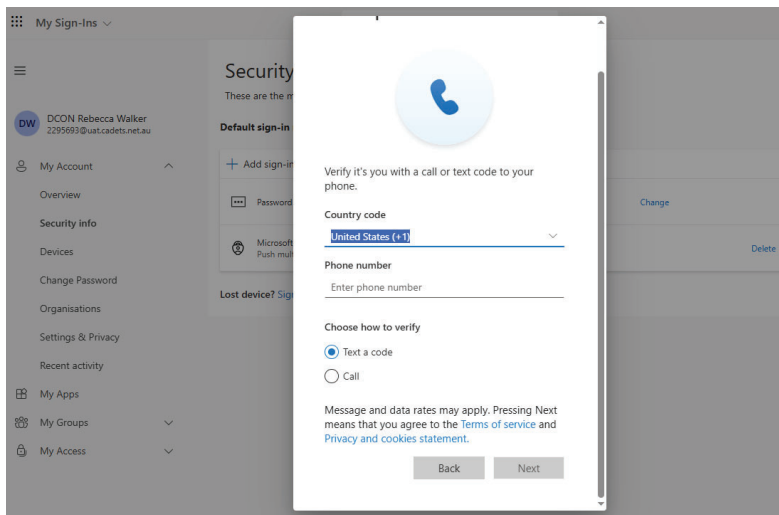 My Sign-Ins
DW
DCON Rebecca Walker
2295693@uat.cadets.net.au
My Account
Overview
Security info
Devices
Change Password
Organisations
Settings & Privacy
Recent activity
My Apps
My Groups
My Access
Security
These are the m
Default sign-in
+ Add sign-in
Password
Change
Microsoft
Push mult
Delete
Lost device? Sign
Verify it's you with a call or text code to your
phone.
Country code
United States (+1)
Phone number
Enter phone number
Choose how to verify
Text a code
Call
Message and data rates may apply. Pressing Next
means that you agree to the Terms of service and
Privacy and cookies statement.
Back
Next